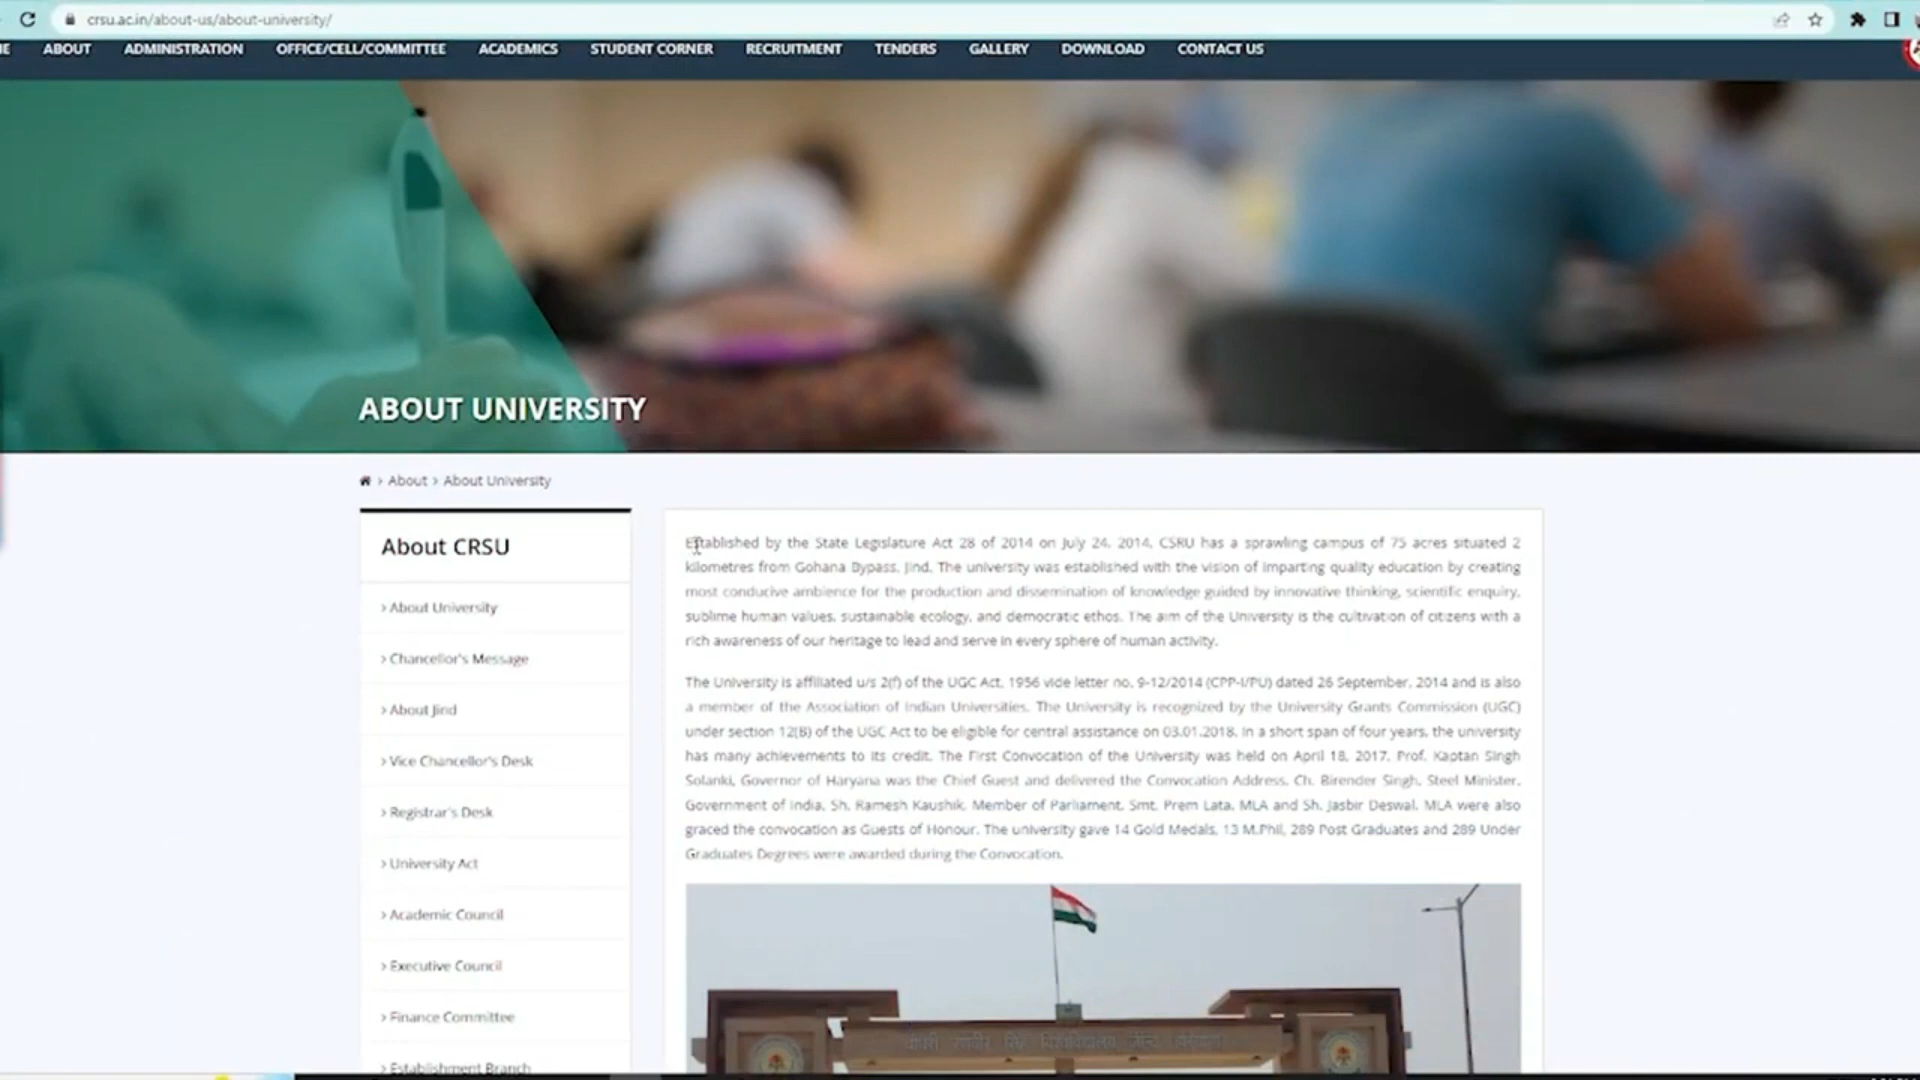 crsu.ac.in/about-us/about-university/
ABOUT ADMINISTRATION OFFICE/CELL/COMMITTEE ACADEMICS STUDENT CORNER RECRUITMENT TENDERS GALLERY DOWNLOAD CONTACT US
ABOUT UNIVERSITY
> About > About University
About CRSU
> About University
> Chancellor's Message
> About Jind
> Vice Chancellor's Desk
> Registrar's Desk
> University Act
> Academic Council
> Executive Council
> Finance Committee
> Establishment Branch
Established by the State Legislature Act 28 of 2014 on July 24, 2014, CSRU has a sprawling campus of 75 acres situated 2
kilometres from Gohana Bypass, Jind. The university was established with the vision of imparting quality education by creating
most conducive ambience for the production and dissemination of knowledge guided by innovative thinking, scientific enquiry,
sublime human values, sustainable ecology, and democratic ethos. The aim of the University is the cultivation of citizens with a
rich awareness of our heritage to lead and serve in every sphere of human activity.
The University is affiliated u/s 2(f) of the UGC Act, 1956 vide letter no. 9-12/2014 (CPP-I/PU) dated 26 September, 2014 and is also
a member of the Association of Indian Universities. The University is recognized by the University Grants Commission (UGC)
under section 12(B) of the UGC Act to be eligible for central assistance on 03.01.2018. In a short span of four years, the university
has many achievements to its credit. The First Convocation of the University was held on April 18, 2017. Prof. Kaptan Singh
Solanki, Governor of Haryana was the Chief Guest and delivered the Convocation Address. Ch. Birender Singh, Steel Minister,
Government of India, Sh. Ramesh Kaushik, Member of Parliament, Smt. Prem Lata, MLA and Sh. Jasbir Deswal, MLA were also
graced the convocation as Guests of Honour. The university gave 14 Gold Medals, 13 M.Phil, 289 Post Graduates and 289 Under
Graduates Degrees were awarded during the Convocation.